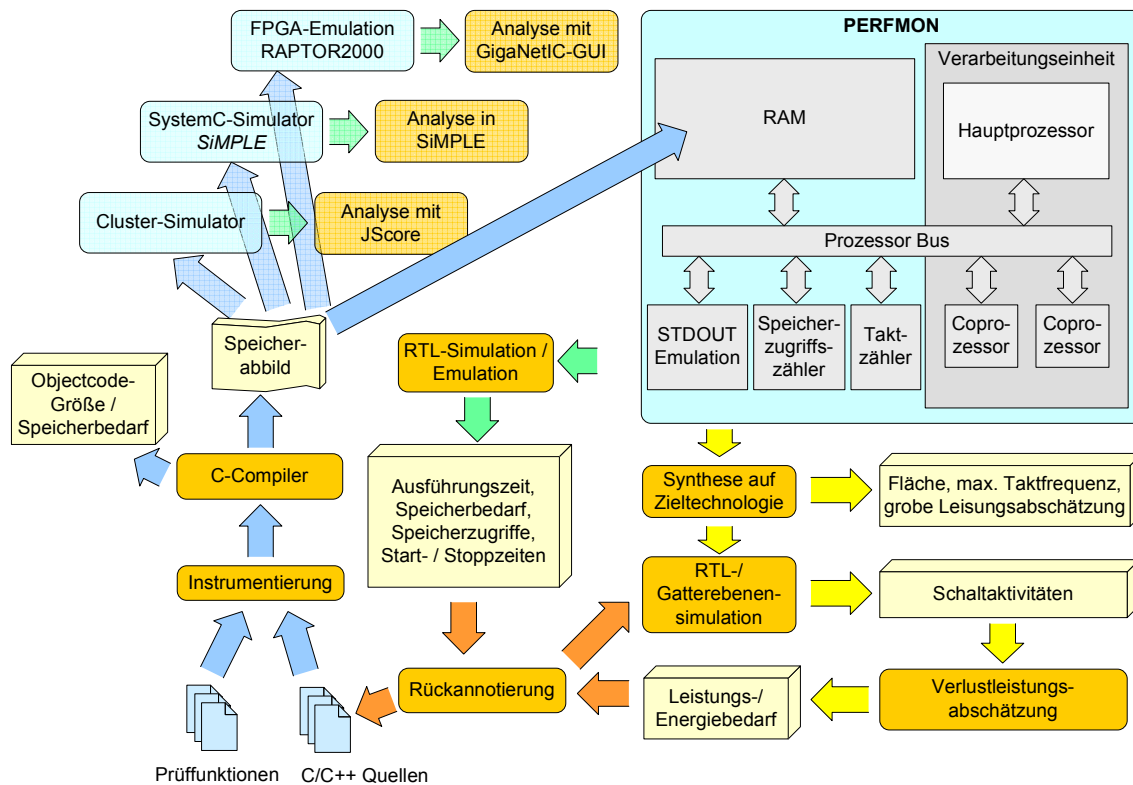 FPGA-Emulation
RAPTOR2000
Analyse mit
GigaNetIC-GUI
SystemC-Simulator
SiMPLE
Analyse in
SiMPLE
Cluster-Simulator
Analyse mit
JScore
PERFMON
Verarbeitungseinheit
RAM
Hauptprozessor
Prozessor Bus
STDOUT
Emulation
Speicher-
zugriffs-
zähler
Takt-
zähler
Copro-
zessor
Copro-
zessor
Speicher-
abbild
RTL-Simulation /
Emulation
Objectcode-
Größe /
Speicherbedarf
C-Compiler
Ausführungszeit,
Speicherbedarf,
Speicherzugriffe,
Start- / Stoppzeiten
Synthese auf
Zieltechnologie
Fläche, max. Taktfrequenz,
grobe Leisungsabschätzung
Instrumentierung
RTL-/
Gatterebenen-
simulation
Schaltaktivitäten
Rückannotierung
Leistungs-/
Energiebedarf
Verlustleistungs-
abschätzung
Prüffunktionen
C/C++ Quellen